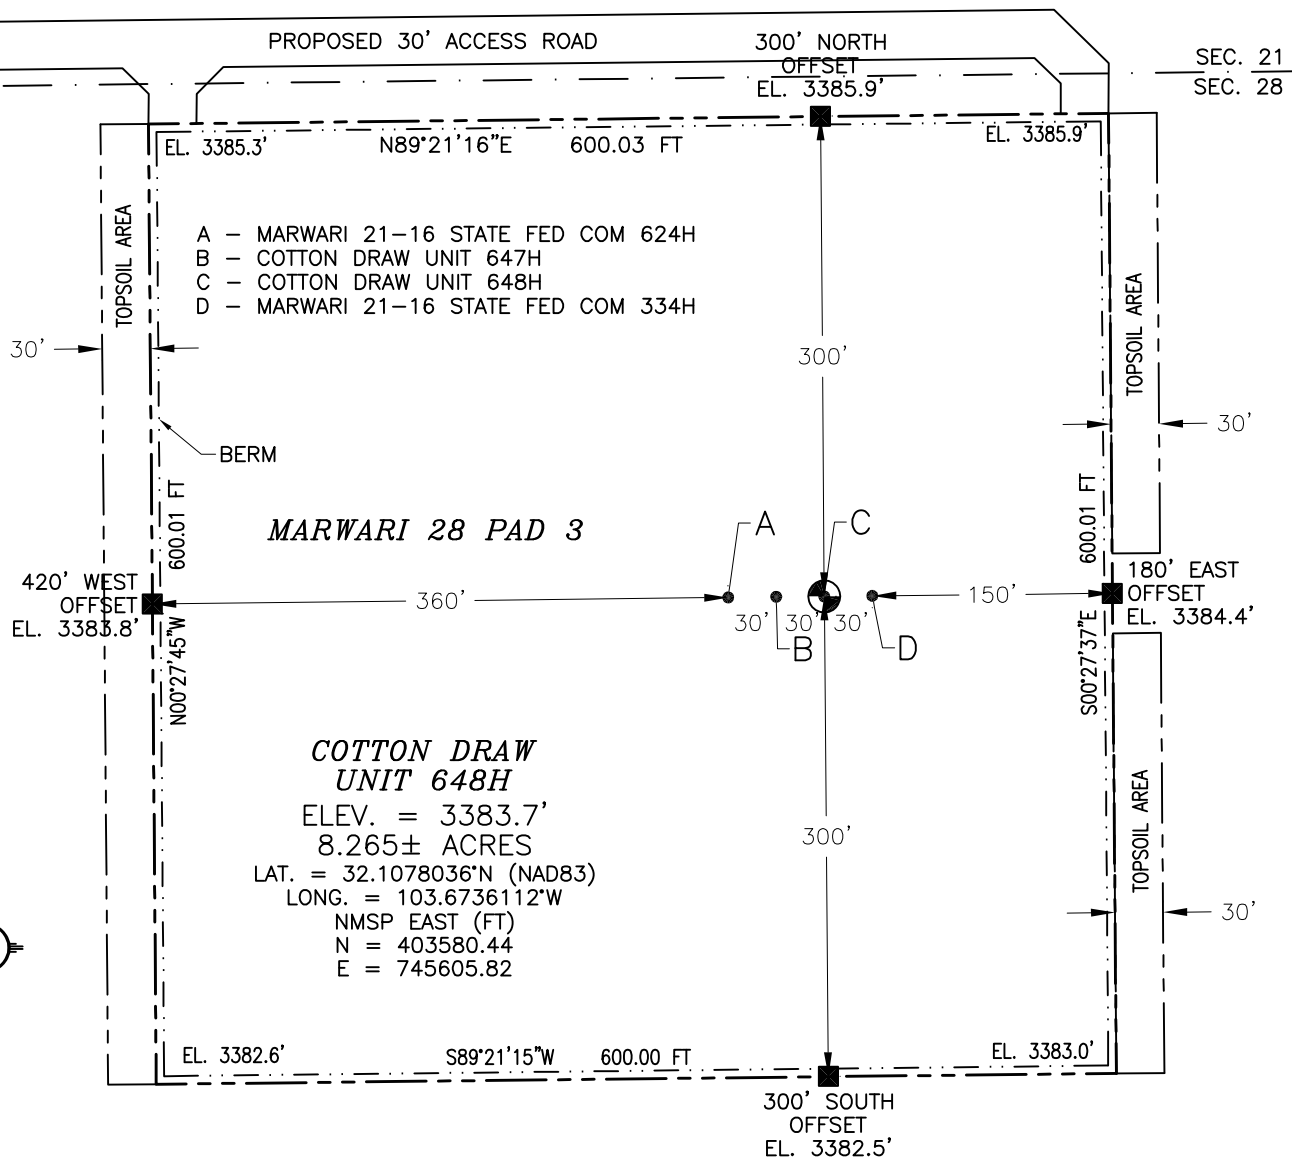 PROPOSED 30' ACCESS ROAD
300' NORTH
OFFSET
EL. 3385.9'
SEC. 21
SEC. 28
EL. 3385.3'
N89°21'16"E 600.03 FT
EL. 3385.9'
TOPSOIL AREA
A - MARWARI 21-16 STATE FED COM 624H
B - COTTON DRAW UNIT 647H
C - COTTON DRAW UNIT 648H
D - MARWARI 21-16 STATE FED COM 334H
TOPSOIL AREA
30'
300'
30'
BERM
600.01 FT
600.01 FT
MARWARI 28 PAD 3
A
C
420' WEST
OFFSET
EL. 3383.8'
360'
150'
180' EAST
OFFSET
EL. 3384.4'
30' 30' 30'
B
D
N00°27'45"W
S00°27'37"E
COTTON DRAW
UNIT 648H
ELEV. = 3383.7'
8.265± ACRES
LAT. = 32.1078036°N (NAD83)
LONG. = 103.6736112°W
NMSP EAST (FT)
N = 403580.44
E = 745605.82
300'
TOPSOIL AREA
30'
EL. 3382.6'
S89°21'15"W 600.00 FT
EL. 3383.0'
300' SOUTH
OFFSET
EL. 3382.5'